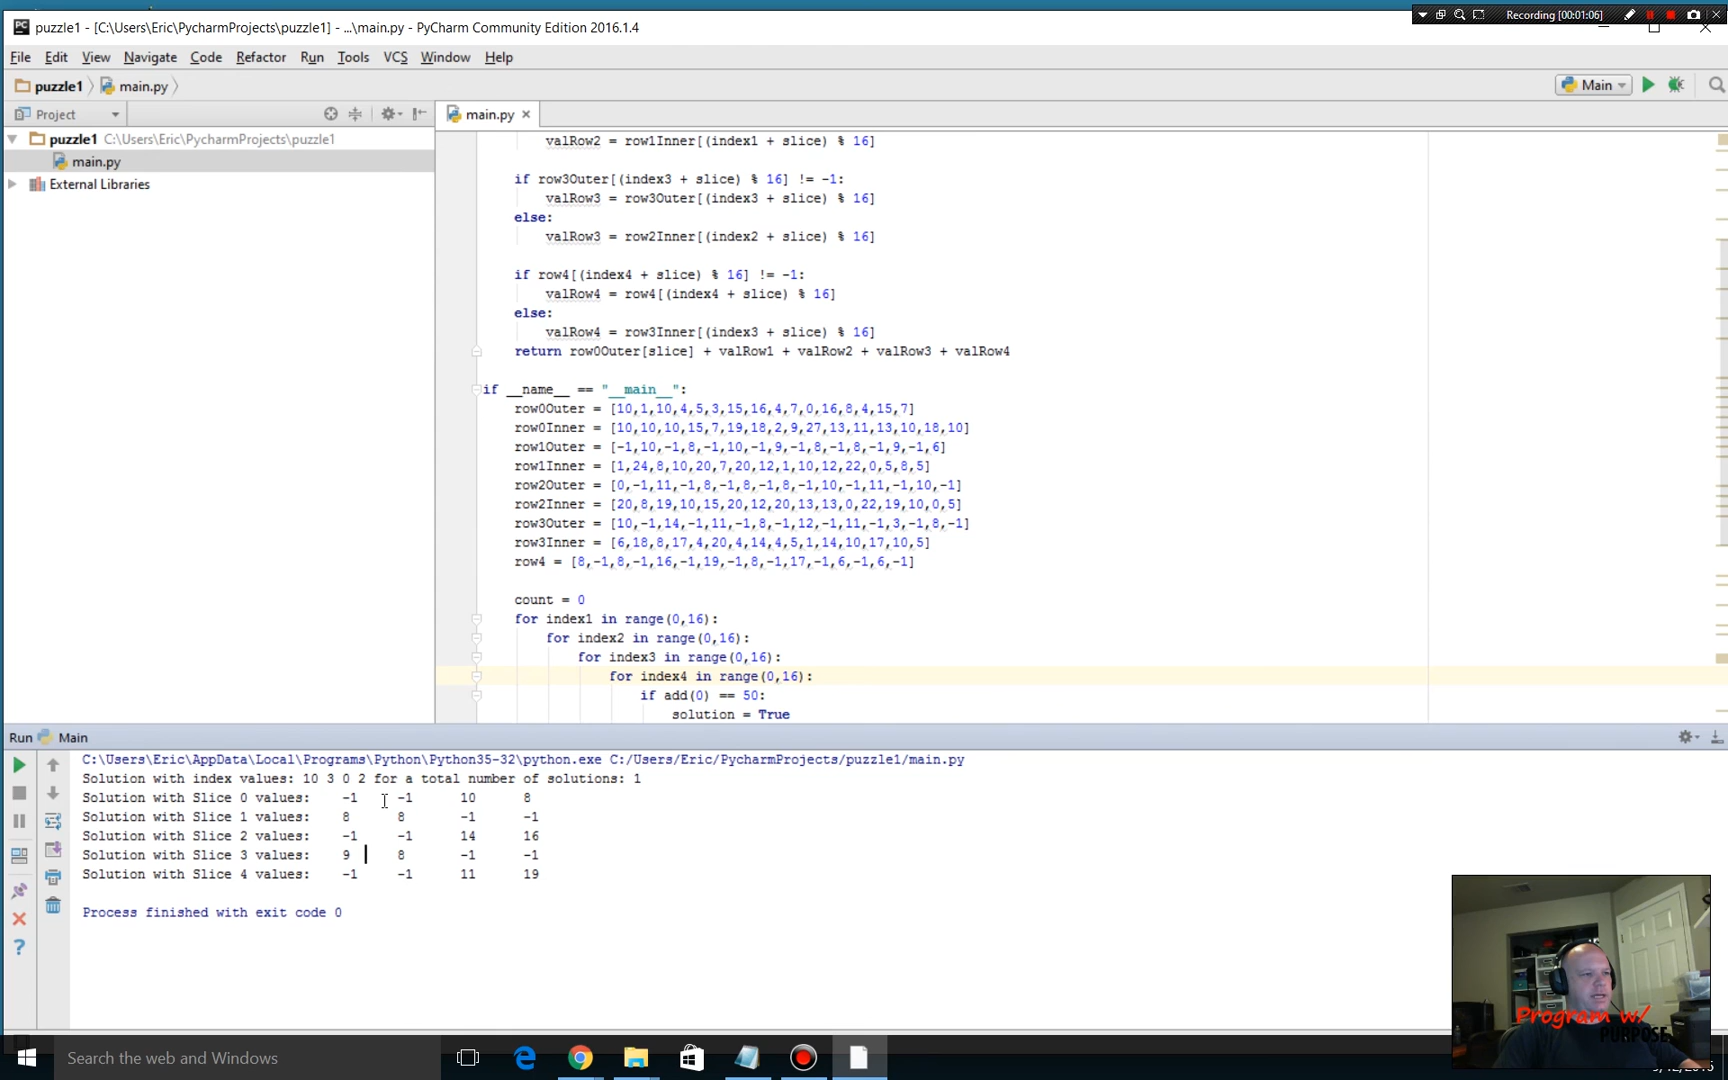 Recording [00:01:06]
puzzle1 - [C:\Users\Eric\PycharmProjects\puzzle1] - ...\main.py - PyCharm Community Edition 2016.1.4
File Edit View Navigate Code Refactor Run Tools VCS Window Help
puzzle1 main.py Main
Project main.py
puzzle1 C:\Users\Eric\PycharmProjects\puzzle1
main.py
External Libraries
valRow2 = row1Inner[(index1 + slice) % 16]
if row3Outer[(index3 + slice) % 16] != -1:
valRow3 = row3Outer[(index3 + slice) % 16]
else:
valRow3 = row2Inner[(index2 + slice) % 16]
if row4[(index4 + slice) % 16] != -1:
valRow4 = row4[(index4 + slice) % 16]
else:
valRow4 = row3Inner[(index3 + slice) % 16]
return row0Outer[slice] + valRow1 + valRow2 + valRow3 + valRow4
if __name__ == "__main__":
row0Outer = [10,1,10,4,5,3,15,16,4,7,0,16,8,4,15,7]
row0Inner = [10,10,10,15,7,19,18,2,9,27,13,11,13,10,18,10]
row1Outer = [-1,10,-1,8,-1,10,-1,9,-1,8,-1,8,-1,9,-1,6]
row1Inner = [1,24,8,10,20,7,20,12,1,10,12,22,0,5,8,5]
row2Outer = [0,-1,11,-1,8,-1,8,-1,8,-1,10,-1,11,-1,10,-1]
row2Inner = [20,8,19,10,15,20,12,20,13,13,0,22,19,10,0,5]
row3Outer = [10,-1,14,-1,11,-1,8,-1,12,-1,11,-1,3,-1,8,-1]
row3Inner = [6,18,8,17,4,20,4,14,4,5,1,14,10,17,10,5]
row4 = [8,-1,8,-1,16,-1,19,-1,8,-1,17,-1,6,-1,6,-1]
count = 0
for index1 in range(0,16):
for index2 in range(0,16):
for index3 in range(0,16):
for index4 in range(0,16):
if add(0) == 50:
solution = True
Run Main
C:\Users\Eric\AppData\Local\Programs\Python\Python35-32\python.exe C:/Users/Eric/PycharmProjects/puzzle1/main.py
Solution with index values: 10 3 0 2 for a total number of solutions: 1
Solution with Slice 0 values: -1 -1 10 8
Solution with Slice 1 values: 8 8 -1 -1
Solution with Slice 2 values: -1 -1 14 16
Solution with Slice 3 values: 9 8 -1 -1
Solution with Slice 4 values: -1 -1 11 19
Process finished with exit code 0
Program w/
PURPOSE
Search the web and Windows